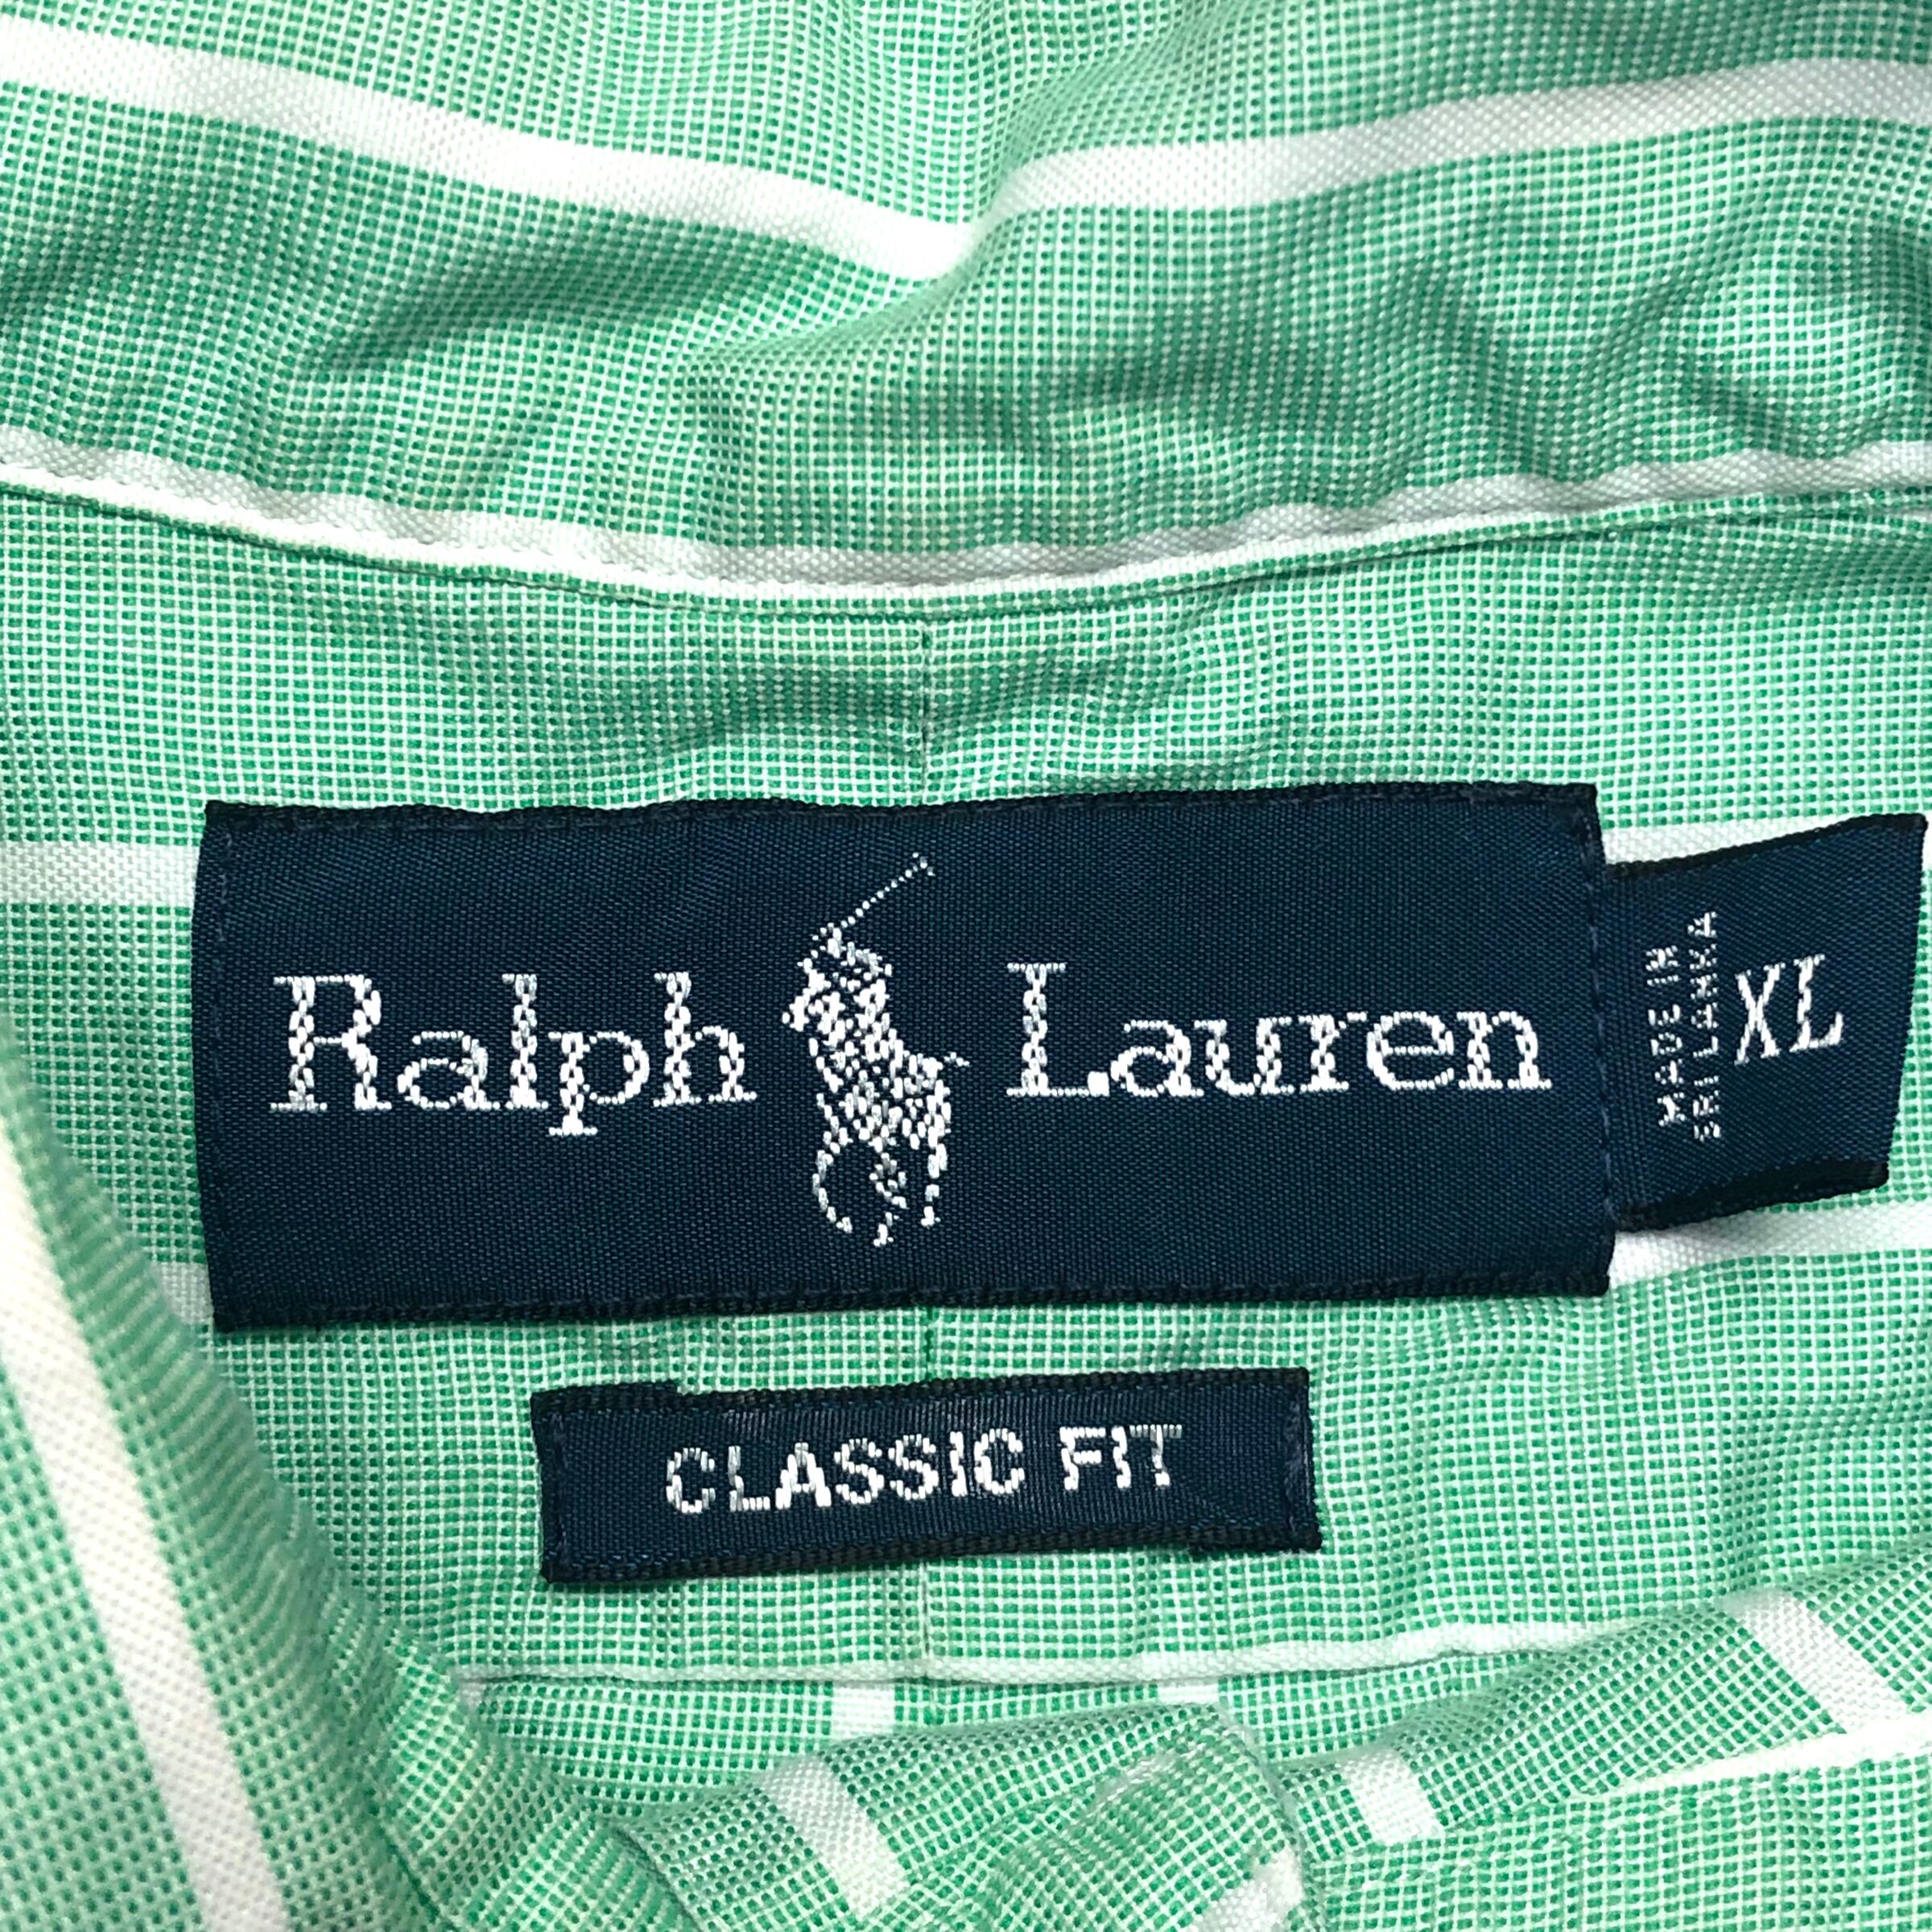 Ralph Lauren
MADE IN
SRI LANKA
XL
CLASSIC FIT